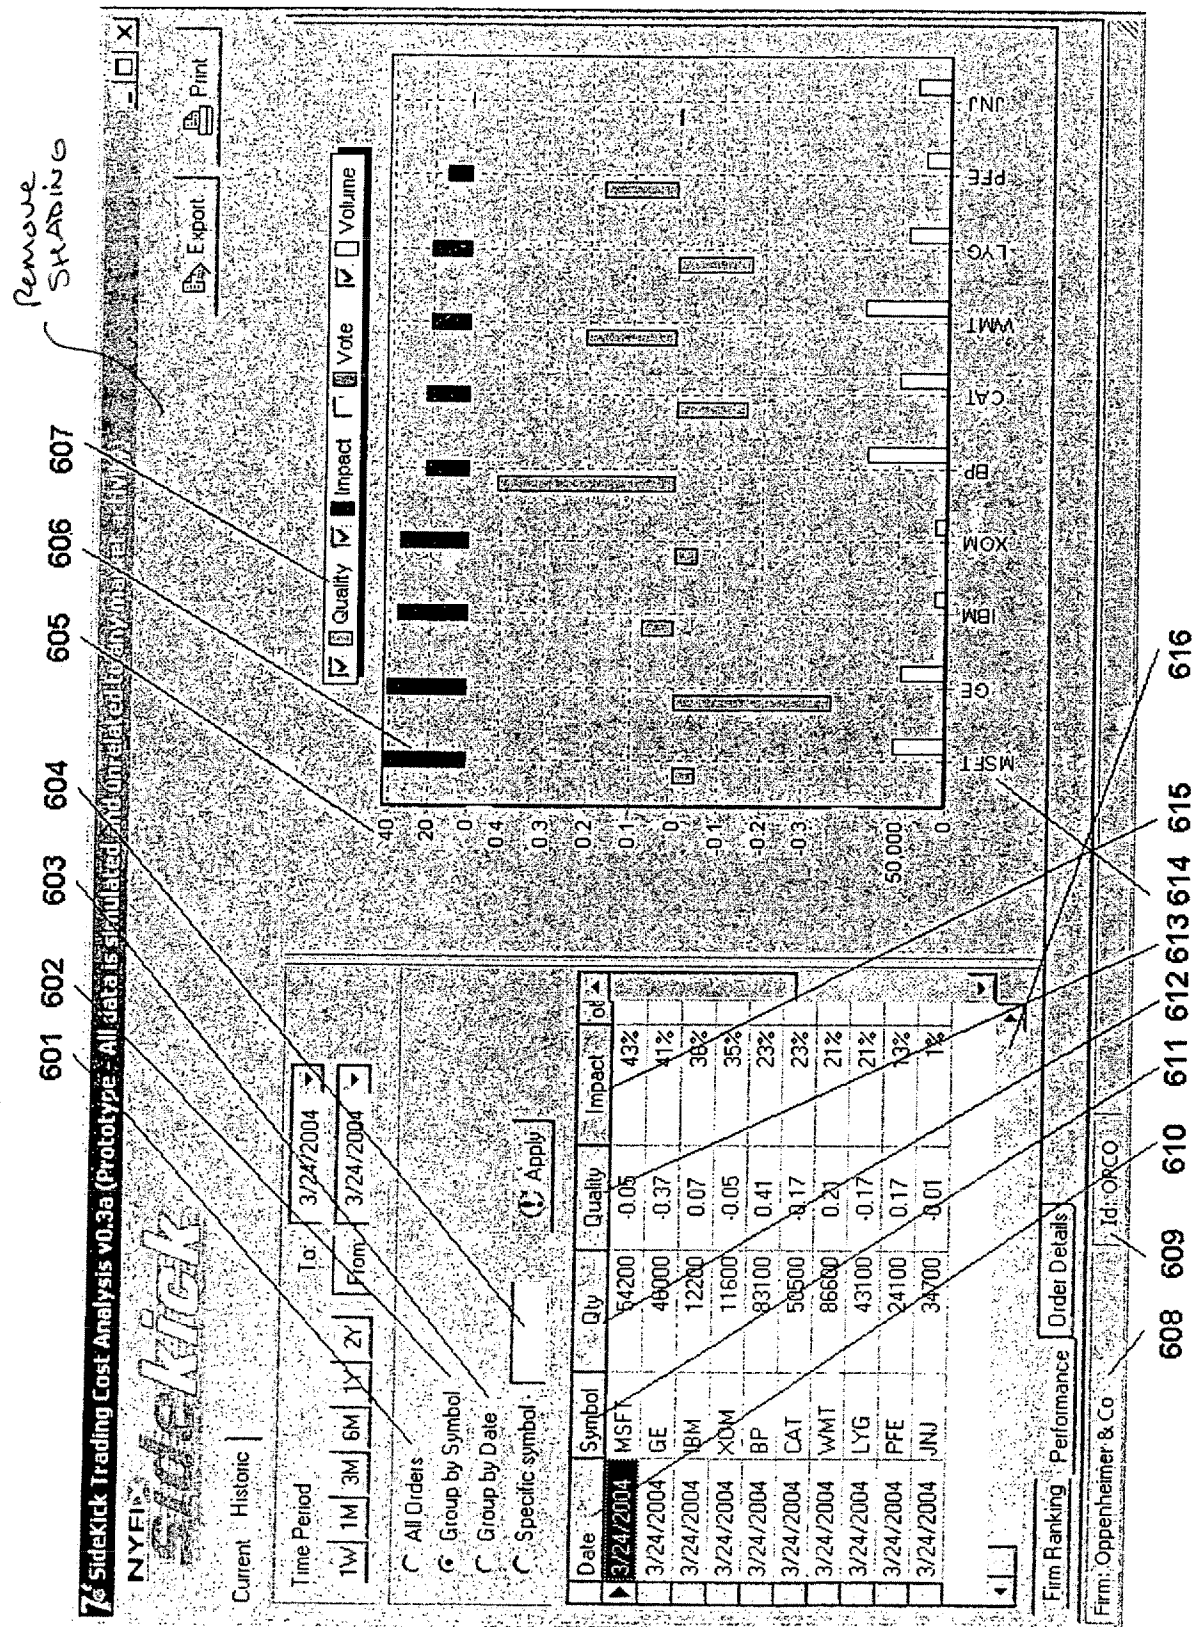 Remove
SHADING
601 602 603 604 605 606 607
SideKick Trading Cost Analysis v0.3a (Prototype - All data is simulated and unrelated to any
NYFIX
Sidekick
Export Print
Current Historic
Time Period
1W 1M 3M 6M 1Y 2Y
To: 3/24/2004
From: 3/24/2004
All Orders
Group by Symbol
Group by Date
Specific symbol
Apply
Date Symbol Qty Quality Impact
3/24/2004 MSFT 54200 -0.05 43%
3/24/2004 GE 46000 -0.37 41%
3/24/2004 IBM 12200 0.07 38%
3/24/2004 XOM 11600 -0.05 35%
3/24/2004 BP 83100 0.41 23%
3/24/2004 CAT 50500 -0.17 23%
3/24/2004 WMT 86600 0.21 21%
3/24/2004 LYG 43100 -0.17 21%
3/24/2004 PFE 24100 0.17 13%
3/24/2004 JNJ 34700 -0.01 1%
Quality Impact Vote Volume
40
20
0
0.4
0.3
0.2
0.1
0
-0.1
-0.2
-0.3
50 000
0
MSFT GE IBM XOM BP CAT WMT LYG PFE JNJ
Firm Ranking Performance Order Details
Firm: Oppenheimer & Co Id: OPCO
608 609 610 611 612 613 614 615 616